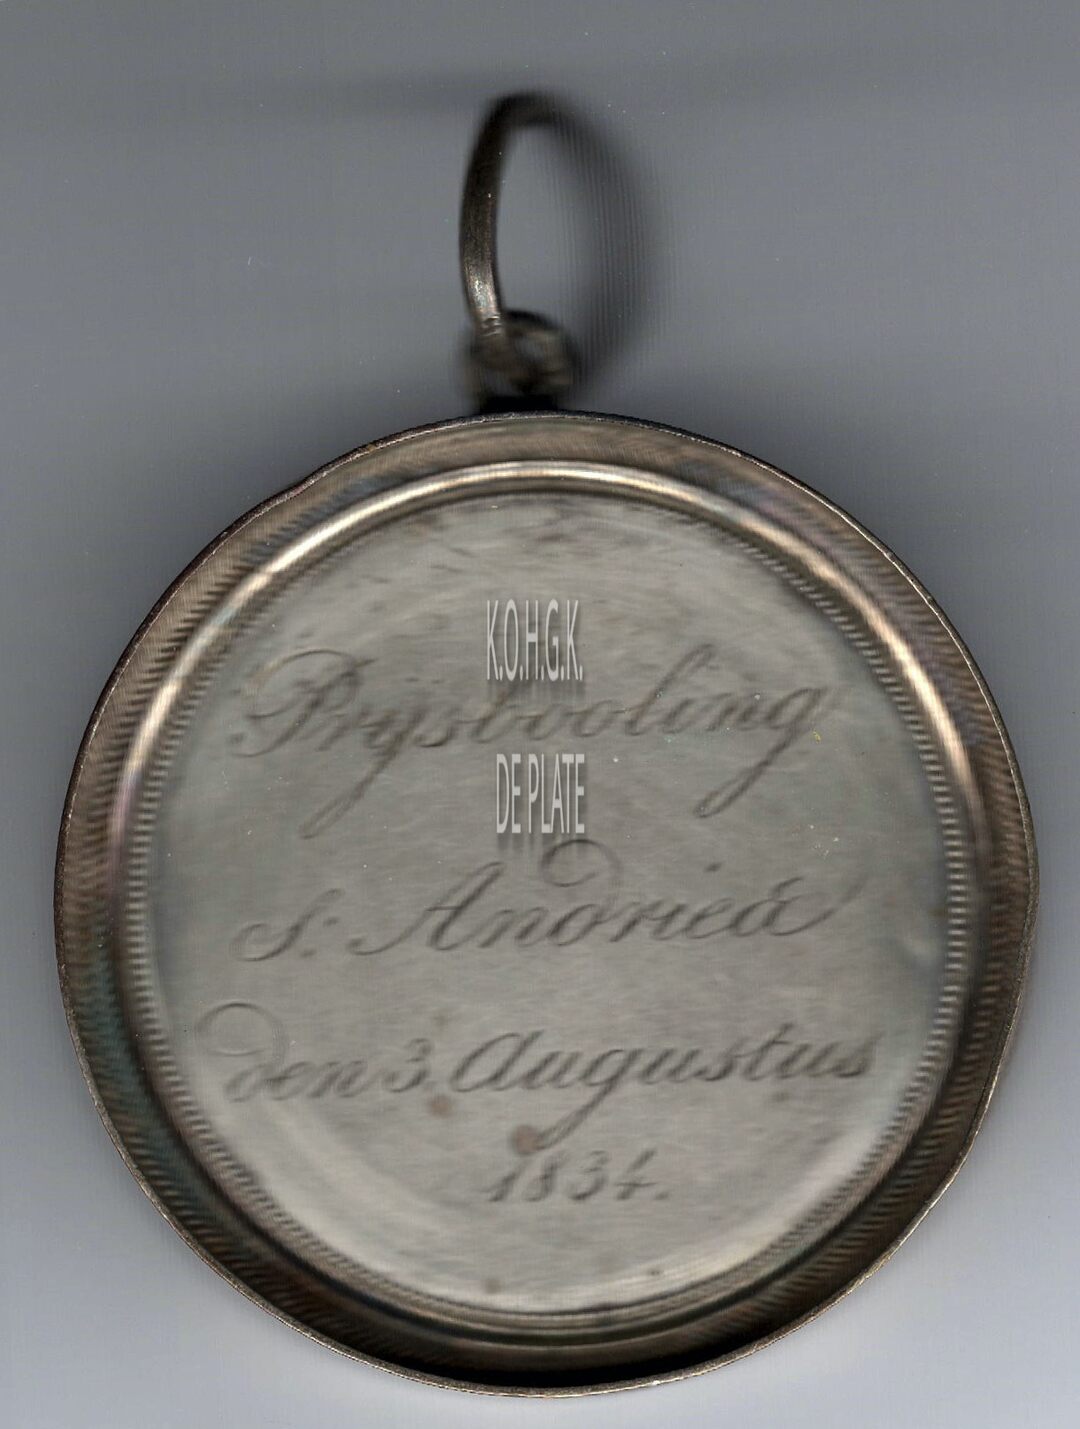 K.O.H.G.K.
Prysbooling
DE PLATE
s: Andries
den 3 Augustus
1834.